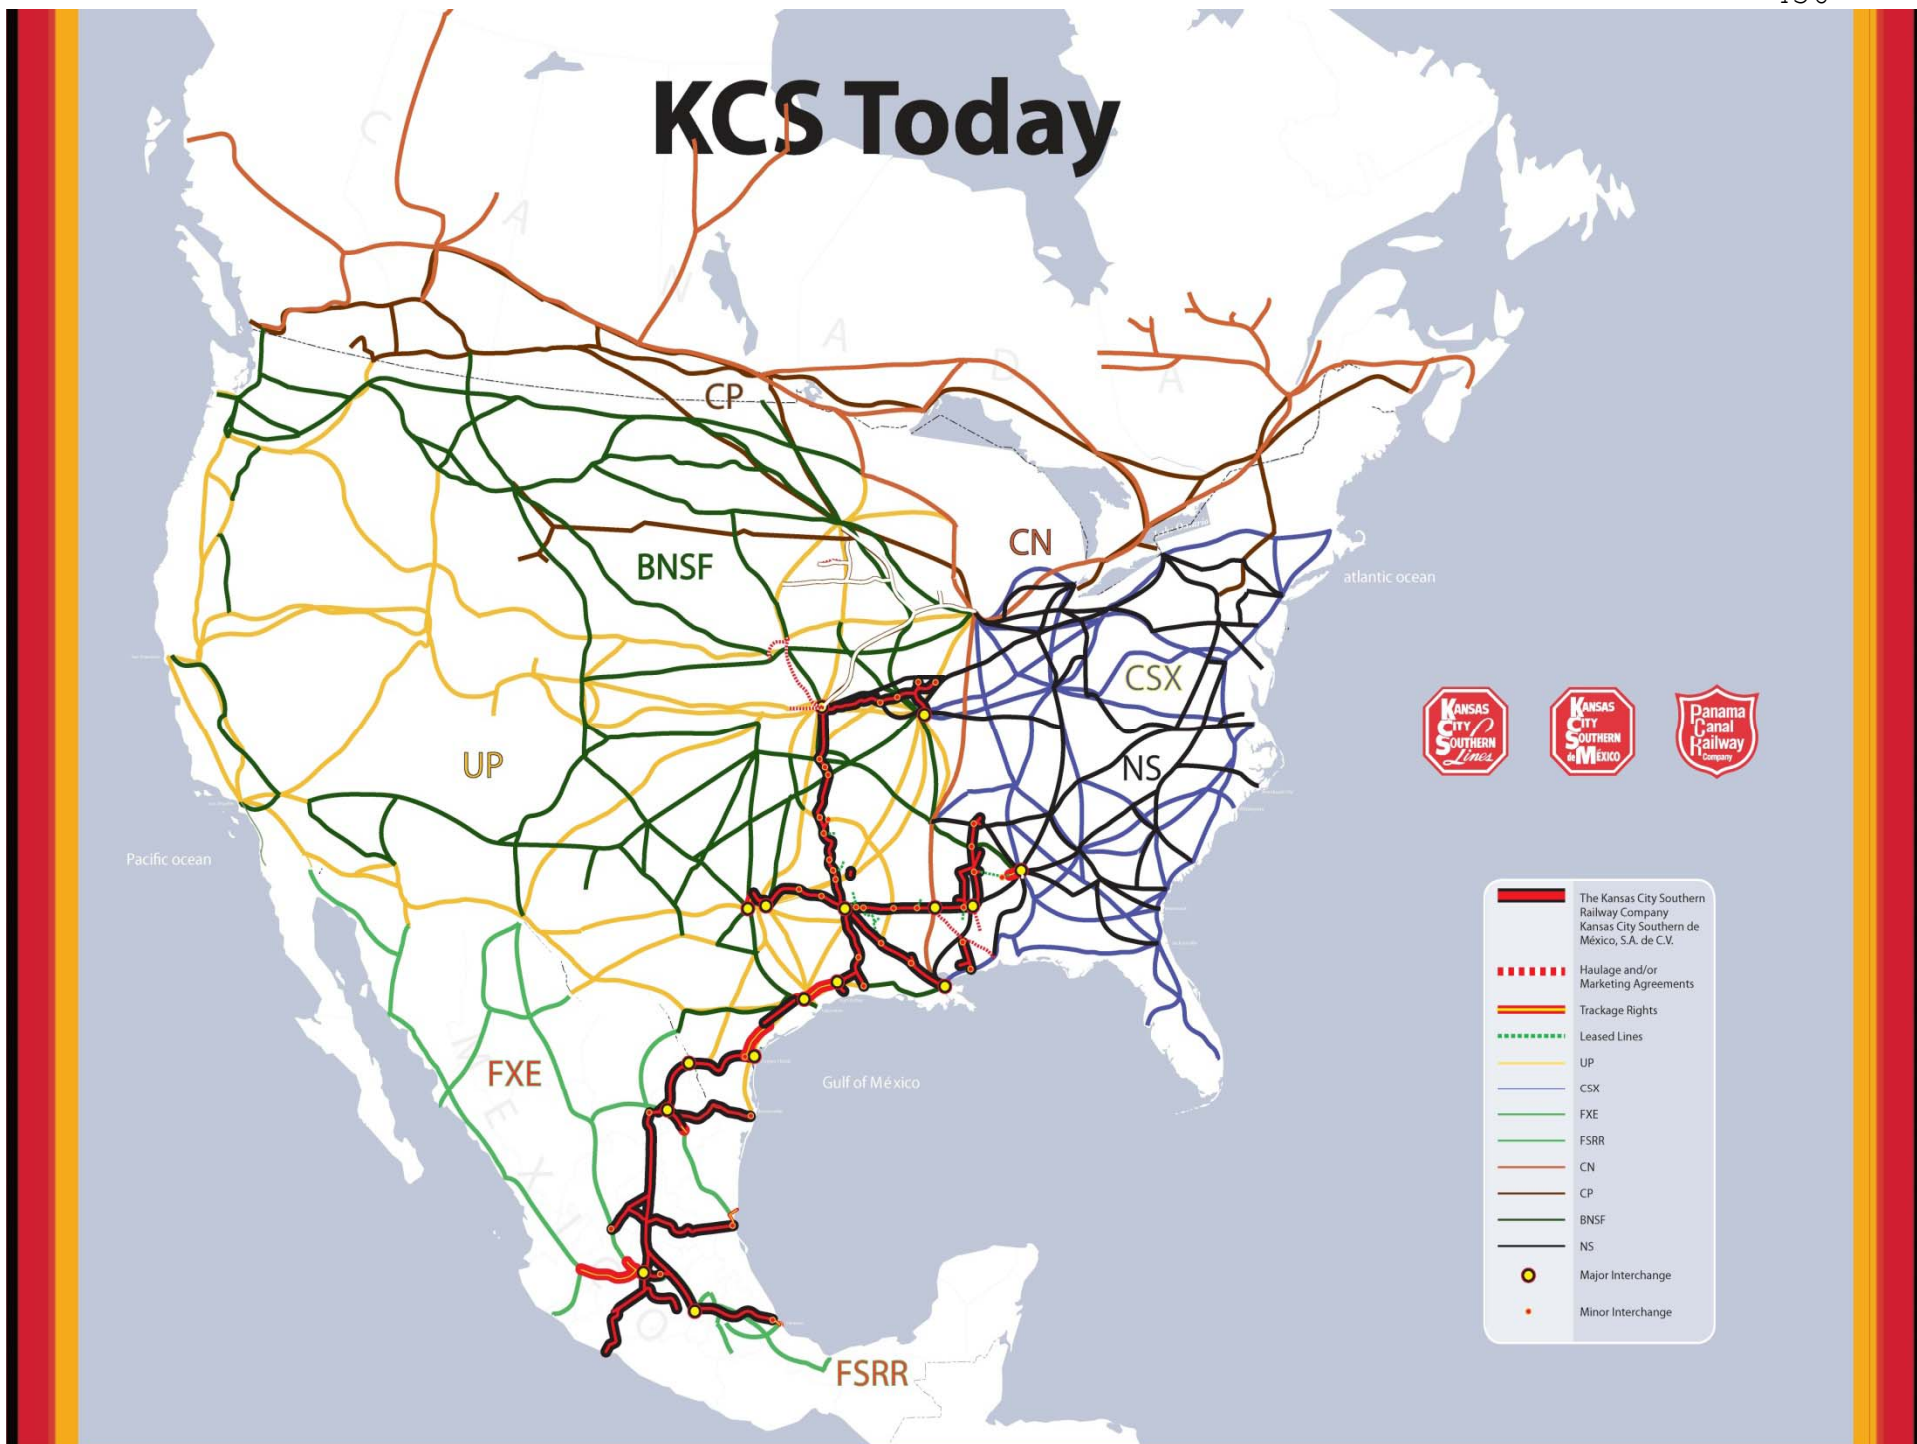 KCS Today
C
A
N
A
D
A
CP
CN
BNSF
atlantic ocean
CSX
UP
NS
KANSAS
CITY
SOUTHERN
Lines
KANSAS
CITY
SOUTHERN
de MÉXICO
Panama
Canal
Railway
Company
Pacific ocean
FXE
Gulf of México
M
E
X
I
C
O
FSRR
The Kansas City Southern
Railway Company
Kansas City Southern de
México, S.A. de C.V.
Haulage and/or
Marketing Agreements
Trackage Rights
Leased Lines
UP
CSX
FXE
FSRR
CN
CP
BNSF
NS
Major Interchange
Minor Interchange